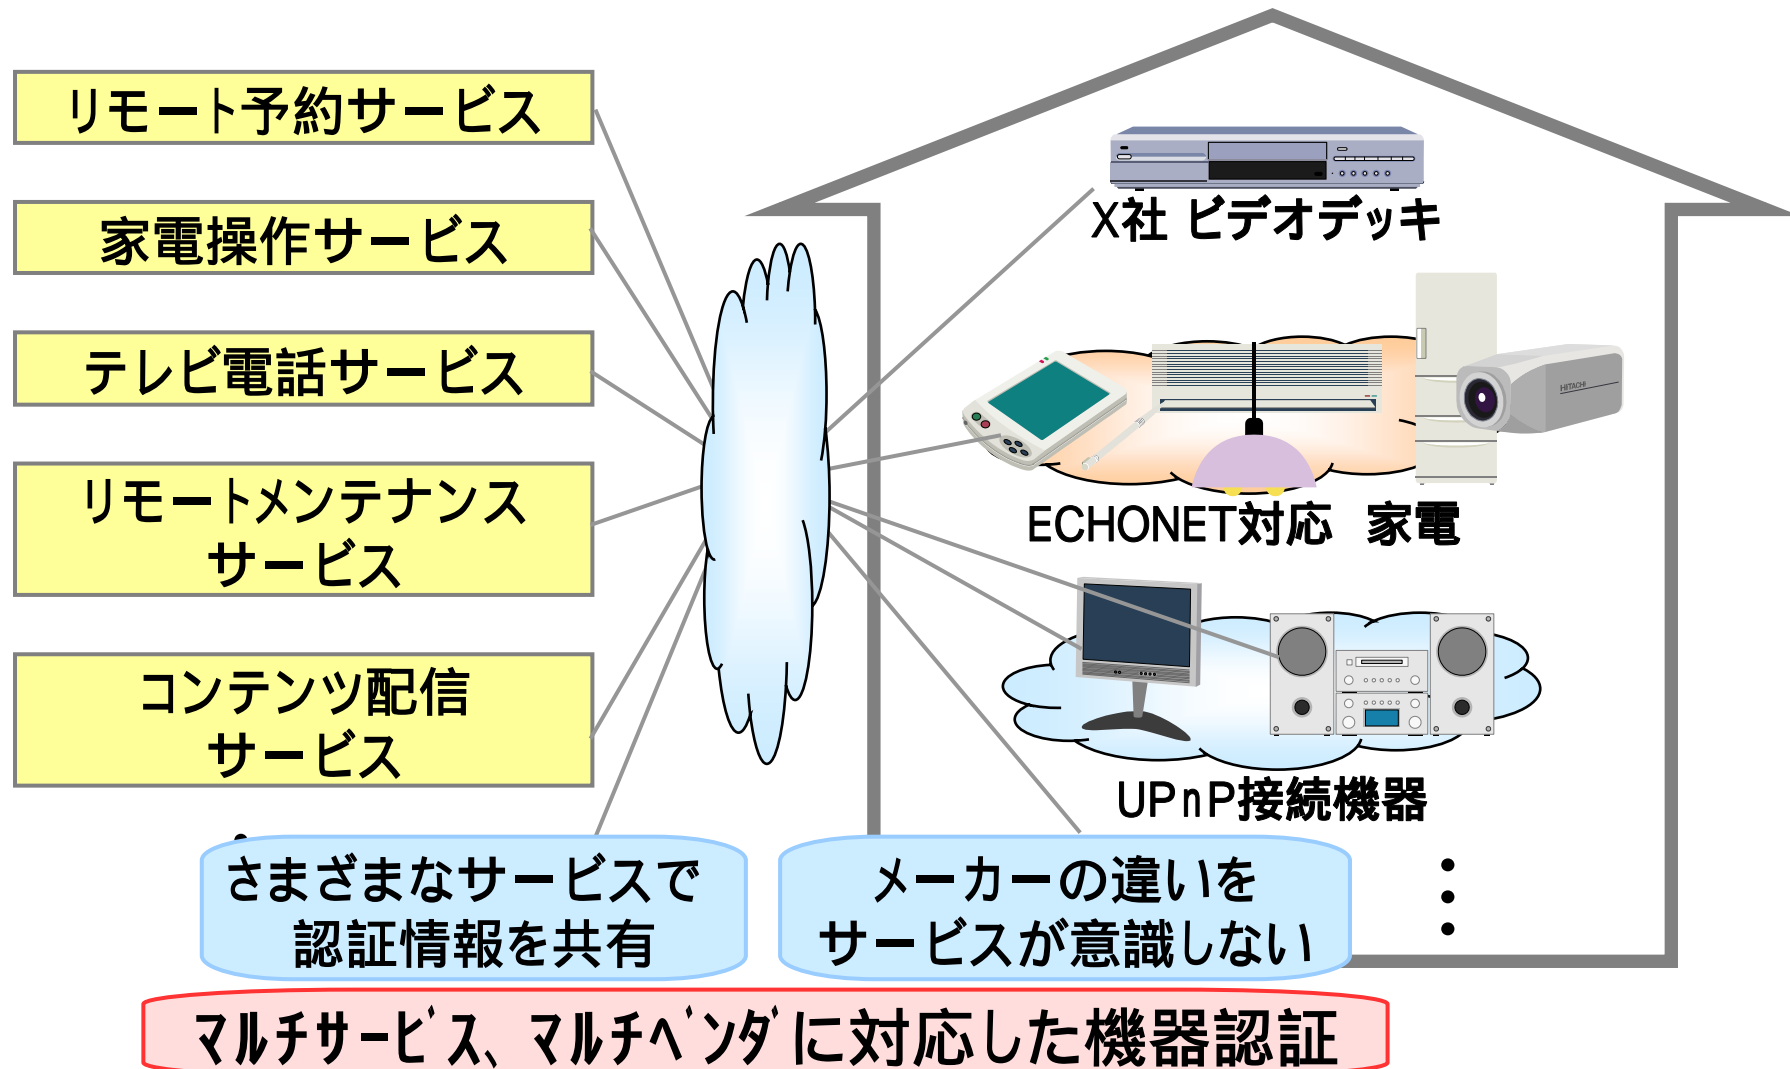 リモート予約サービス
家電操作サービス
テレビ電話サービス
リモートメンテナンス
サービス
コンテンツ配信
サービス
X社 ビデオデッキ
HITACHI
ECHONET対応 家電
UPnP接続機器
さまざまなサービスで
認証情報を共有
メーカーの違いを
サービスが意識しない
マルチサービス、マルチベンダに対応した機器認証